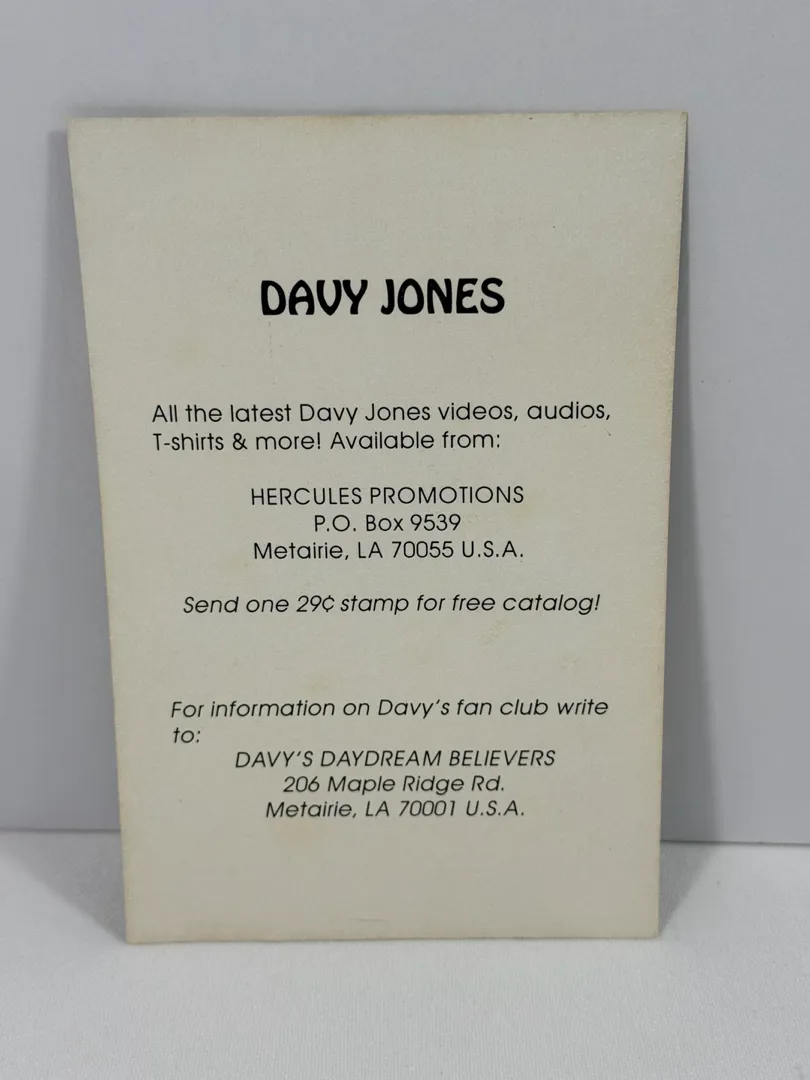 DAVY JONES
All the latest Davy Jones videos, audios,
T-shirts & more! Available from:
HERCULES PROMOTIONS
P.O. Box 9539
Metairie, LA 70055 U.S.A.
Send one 29¢ stamp for free catalog!
For information on Davy's fan club write
to:
DAVY'S DAYDREAM BELIEVERS
206 Maple Ridge Rd.
Metairie, LA 70001 U.S.A.